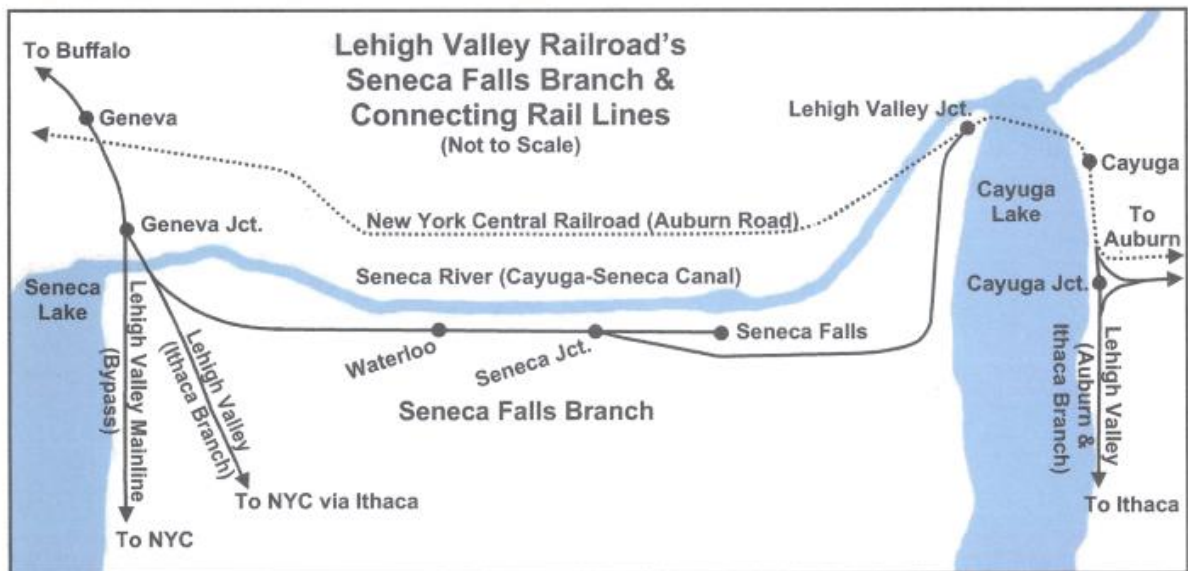 Lehigh Valley Railroad's
Seneca Falls Branch &
Connecting Rail Lines
(Not to Scale)
To Buffalo
Geneva
Lehigh Valley Jct.
Cayuga
Cayuga
Lake
To
Auburn
New York Central Railroad (Auburn Road)
Geneva Jct.
Seneca River (Cayuga-Seneca Canal)
Seneca
Lake
Cayuga Jct.
Lehigh Valley Mainline
(Bypass)
Lehigh Valley
(Ithaca Branch)
Waterloo
Seneca Jct.
Seneca Falls
Lehigh Valley
(Auburn &
Ithaca Branch)
Seneca Falls Branch
To NYC via Ithaca
To Ithaca
To NYC